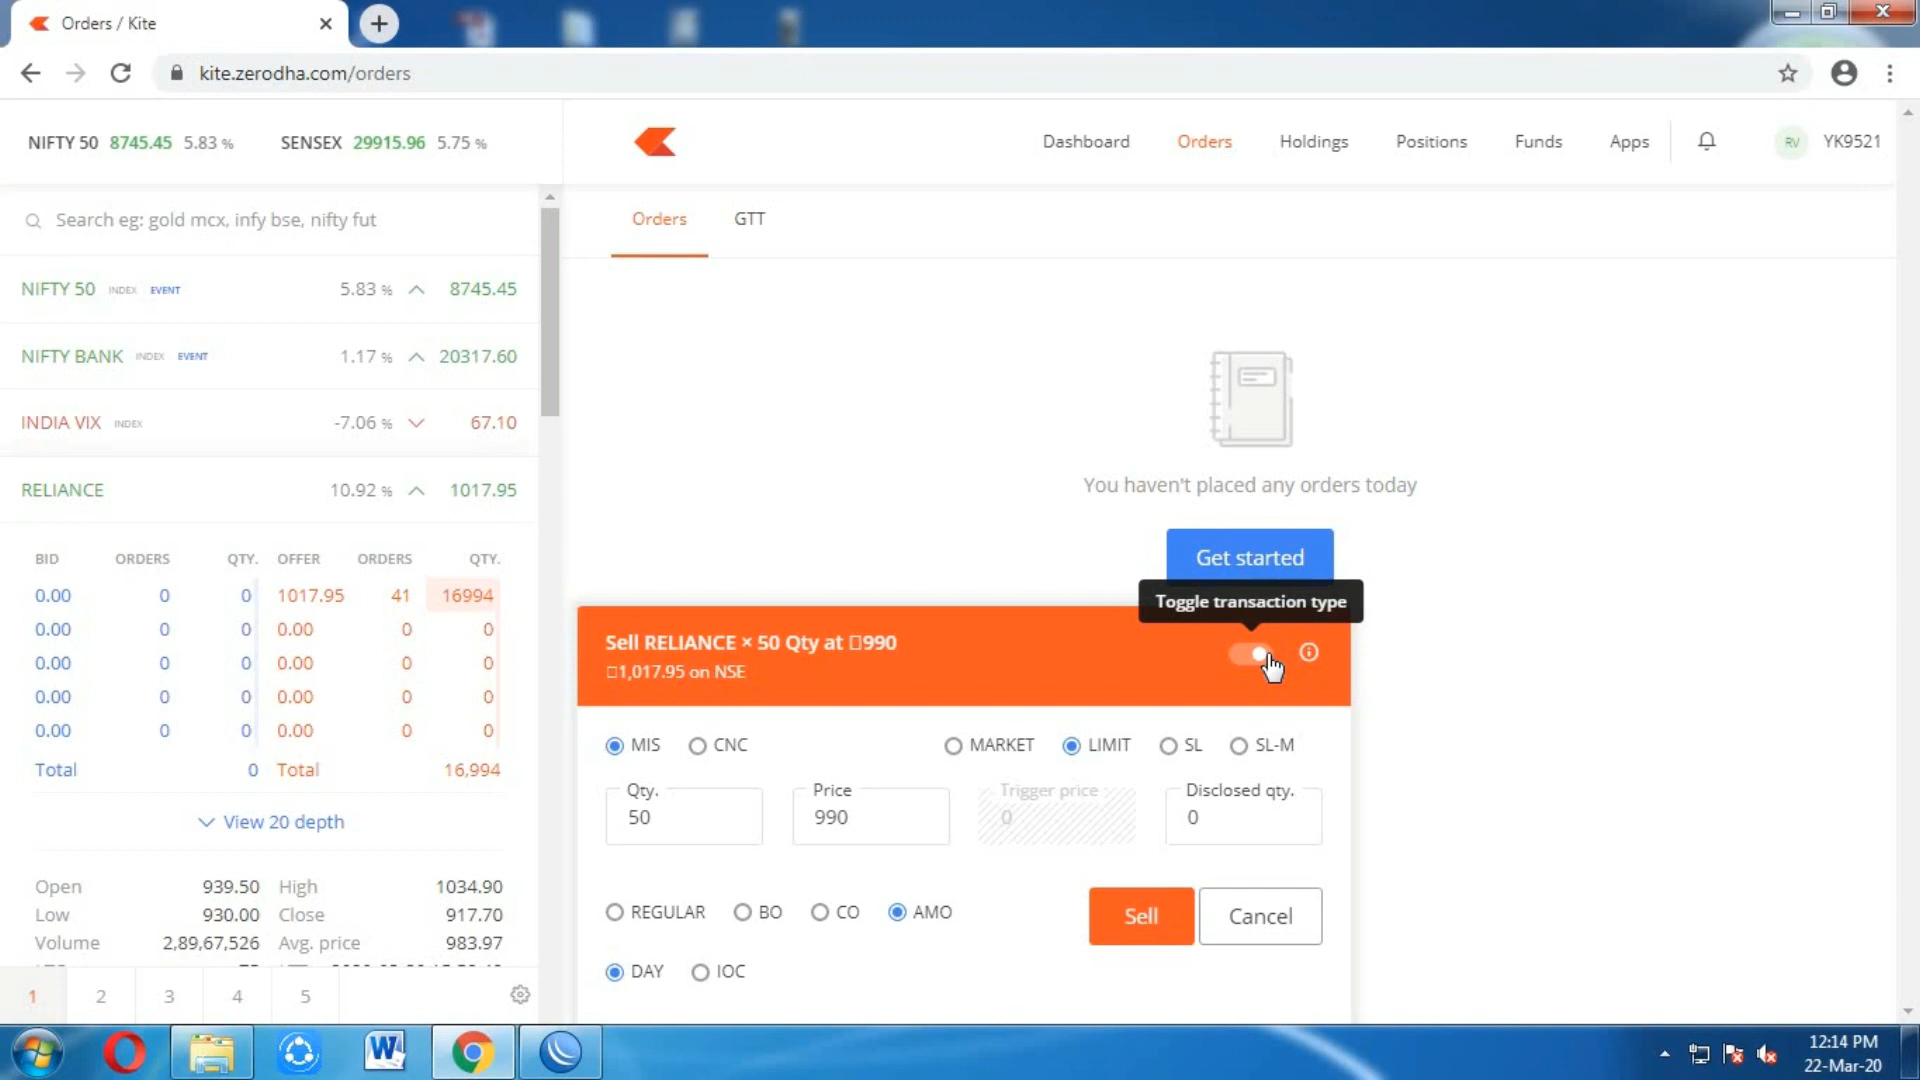 Orders / Kite
kite.zerodha.com/orders
NIFTY 50 8745.45 5.83 % SENSEX 29915.96 5.75 %
Dashboard Orders Holdings Positions Funds Apps RV YK9521
Search eg: gold mcx, infy bse, nifty fut
Orders GTT
NIFTY 50 INDEX EVENT 5.83 % 8745.45
NIFTY BANK INDEX EVENT 1.17 % 20317.60
INDIA VIX INDEX -7.06 % 67.10
RELIANCE 10.92 % 1017.95
BID ORDERS QTY. OFFER ORDERS QTY.
0.00 0 0 1017.95 41 16994
0.00 0 0 0.00 0 0
0.00 0 0 0.00 0 0
0.00 0 0 0.00 0 0
0.00 0 0 0.00 0 0
Total 0 Total 16,994
View 20 depth
Open 939.50 High 1034.90
Low 930.00 Close 917.70
Volume 2,89,67,526 Avg. price 983.97
1 2 3 4 5
You haven't placed any orders today
Get started
Toggle transaction type
Sell RELIANCE × 50 Qty at □990
□1,017.95 on NSE
MIS CNC MARKET LIMIT SL SL-M
Qty. Price Trigger price Disclosed qty.
50 990 0 0
REGULAR BO CO AMO Sell Cancel
DAY IOC
12:14 PM
22-Mar-20